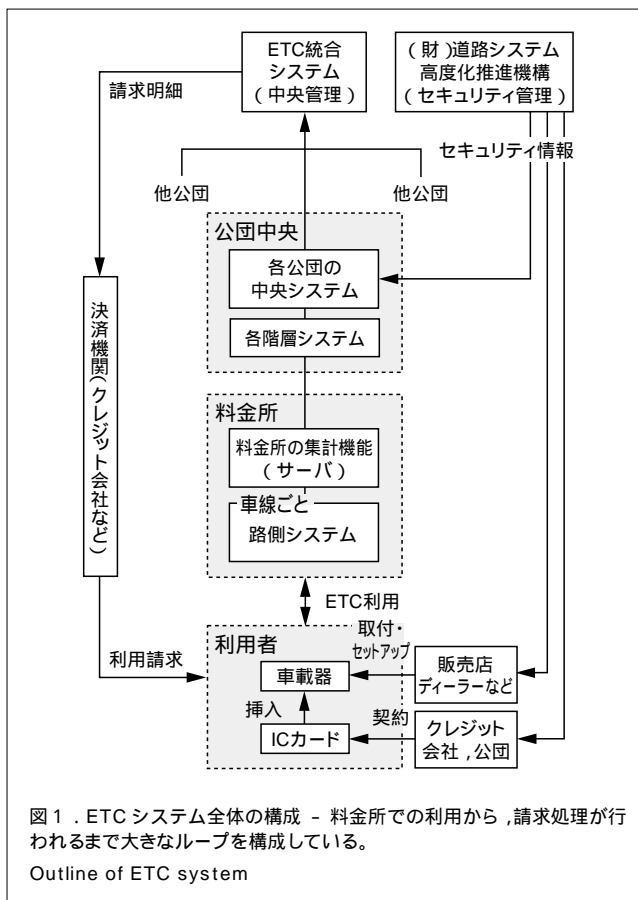 ETC統合
システム
（中央管理）
（財）道路システム
高度化推進機構
（セキュリティ管理）
請求明細
セキュリティ情報
他公団
他公団
公団中央
各公団の
中央システム
各階層システム
決済機関（クレジット会社など）
料金所
料金所の集計機能
（サーバ）
車線ごと
路側システム
ETC利用
利用者
取付・
セットアップ
車載器
販売店
ディーラーなど
利用請求
挿入
契約
ICカード
クレジット
会社，公団
図1．ETCシステム全体の構成 － 料金所での利用から，請求処理が行
われるまで大きなループを構成している。
Outline of ETC system